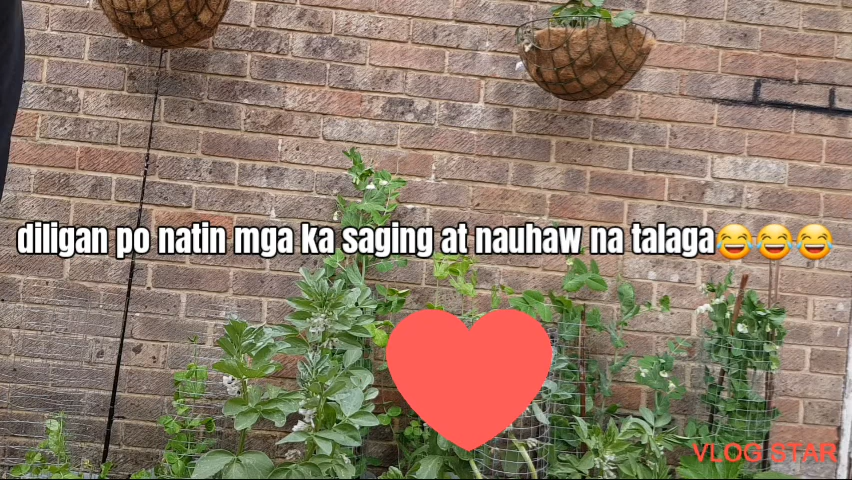 diligan po natin mga ka saging at nauhaw na talaga😂😂😂
VLOG STAR